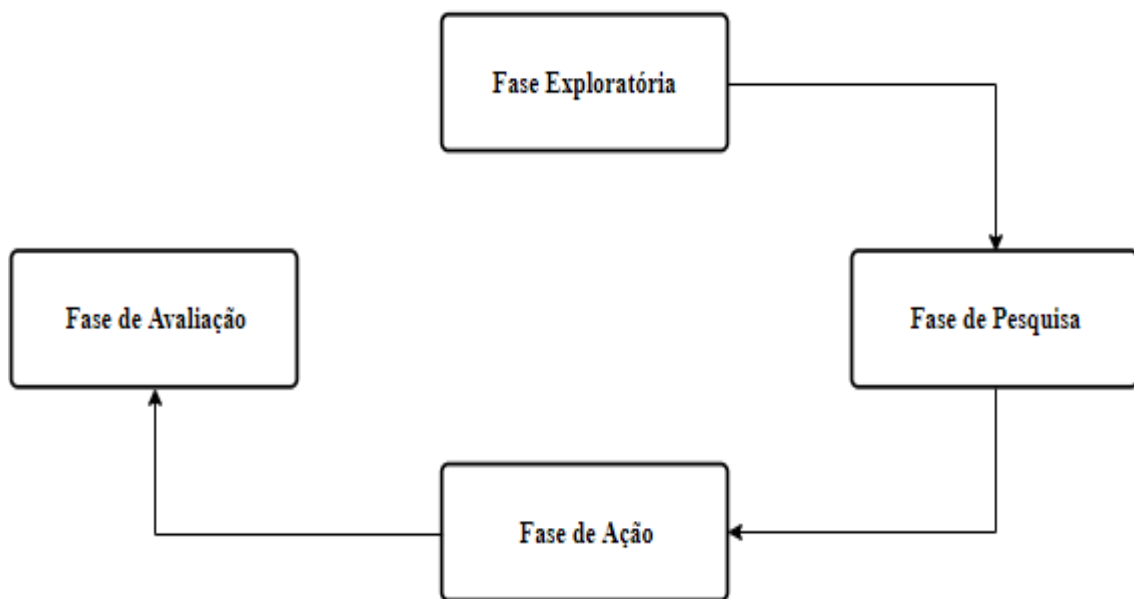 Fase Exploratória
Fase de Avaliação
Fase de Pesquisa
Fase de Ação